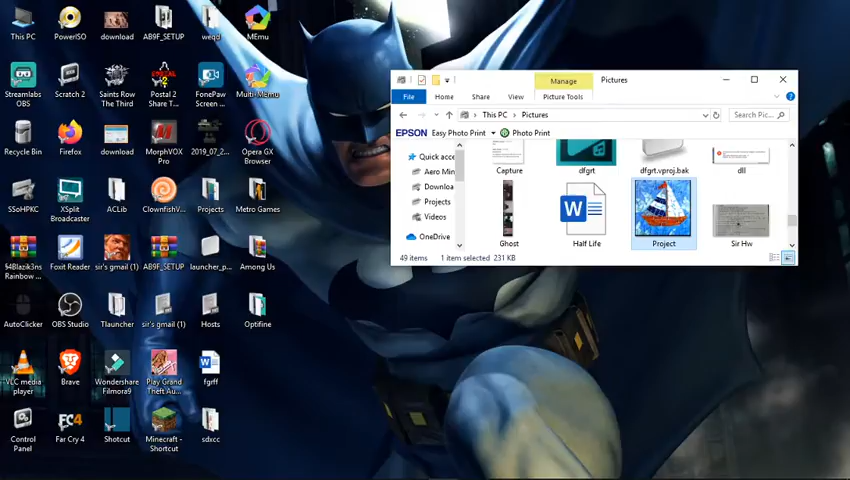 This PC
PowerISO
download
AB9F_SETUP
weqd
MEmu
Streamlabs OBS
Scratch 2
Saints Row The Third
Postal 2 Share T...
FonePaw Screen ...
Multi-MEmu
Recycle Bin
Firefox
download
MorphVOX Pro
2019_07_2...
Opera GX Browser
SSoHPKC
XSplit Broadcaster
ACLib
ClownfishV...
Projects
Metro Games
Rainbow ...
Foxit Reader
sir's gmail (1)
AB9F_SETUP
launcher_p...
Among Us
AutoClicker
OBS Studio
Tlauncher
sir's gmail (1)
Hosts
Optifine
VLC media player
Brave
Wondershare Filmora9
Play Grand Theft Au...
fgrff
Control Panel
FC4
Far Cry 4
Shotcut
Minecraft - Shortcut
sdxcc
Manage
Pictures
File
Home
Share
View
Picture Tools
This PC
Pictures
Search Pic...
EPSON
Easy Photo Print
Photo Print
Quick acce
Aero Min
Downloa
Projects
Videos
OneDrive
Capture
dfgrt
dfgrt.vproj.bak
dll
Ghost
W
Half Life
Project
Sir Hw
49 items
1 item selected 231 KB